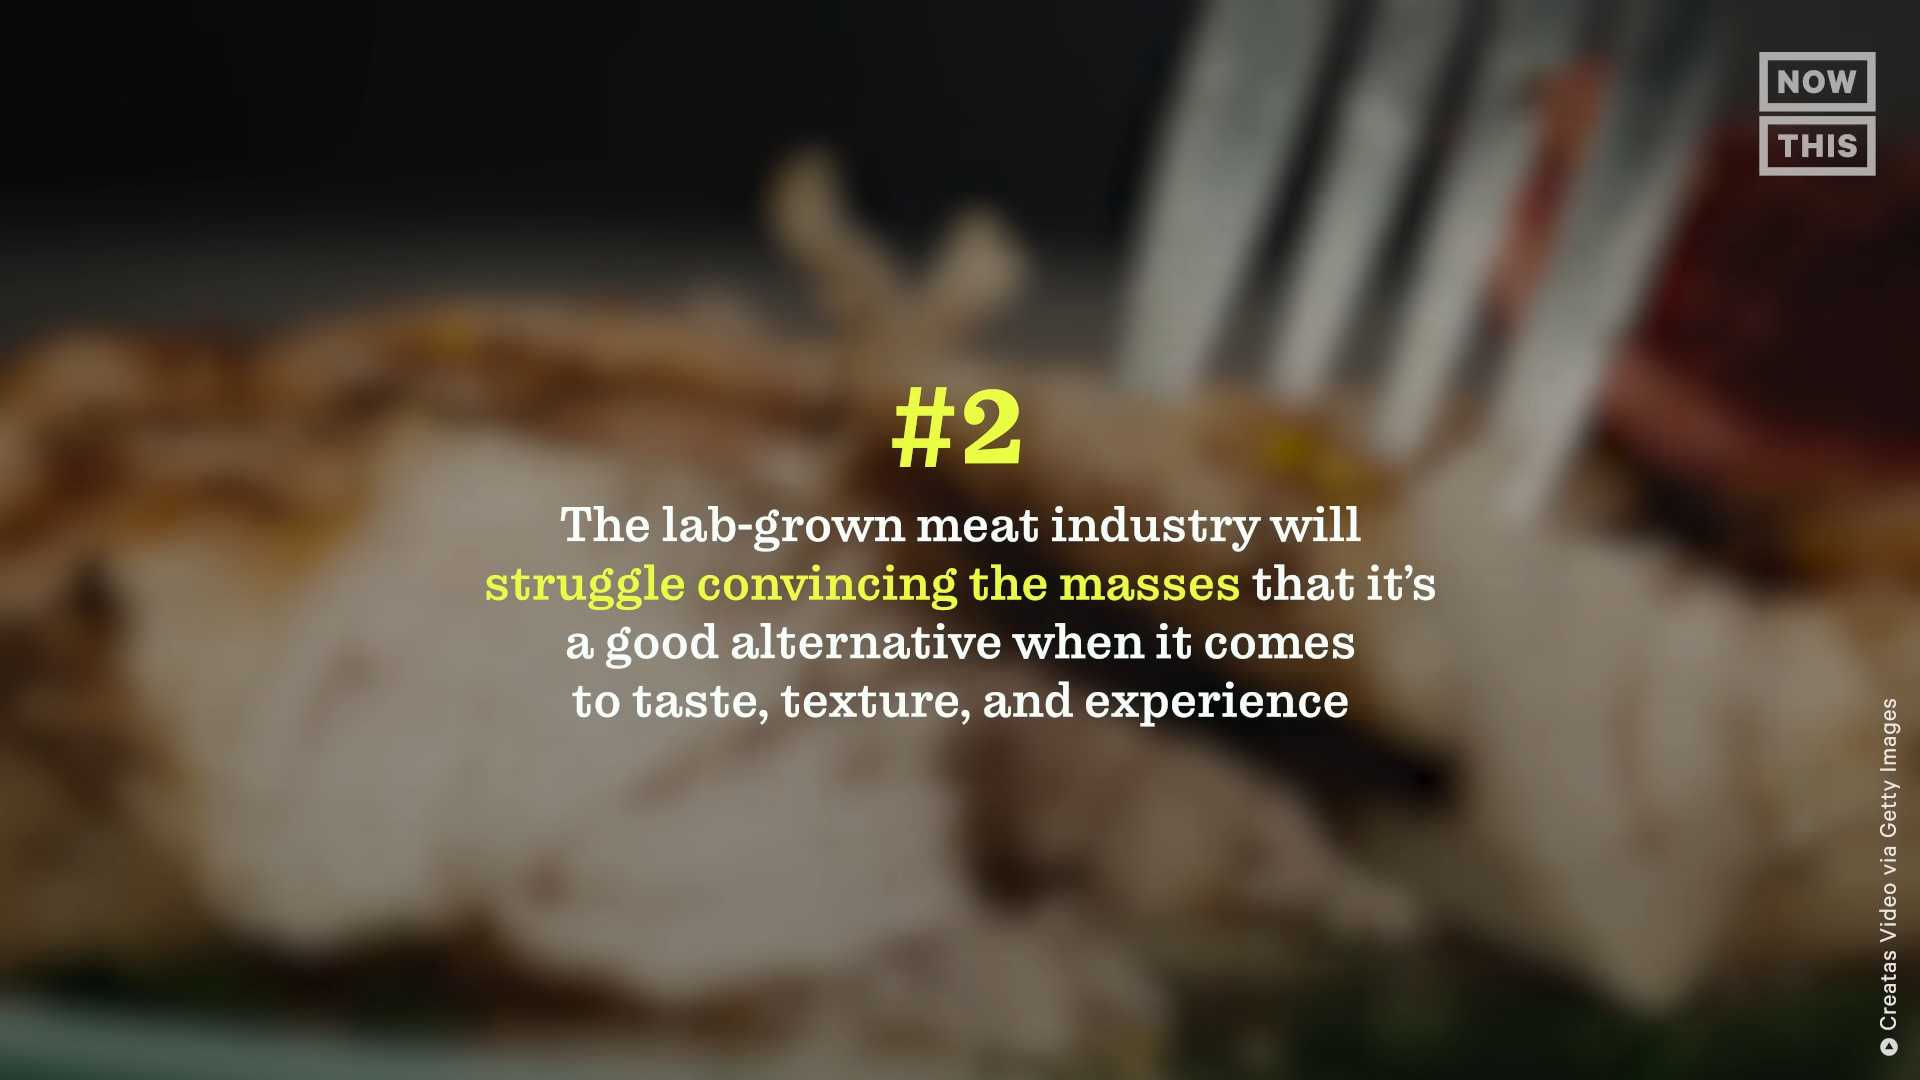 NOW
THIS
#2
The lab-grown meat industry will
struggle convincing the masses that it’s
a good alternative when it comes
to taste, texture, and experience
Creatas Video via Getty Images